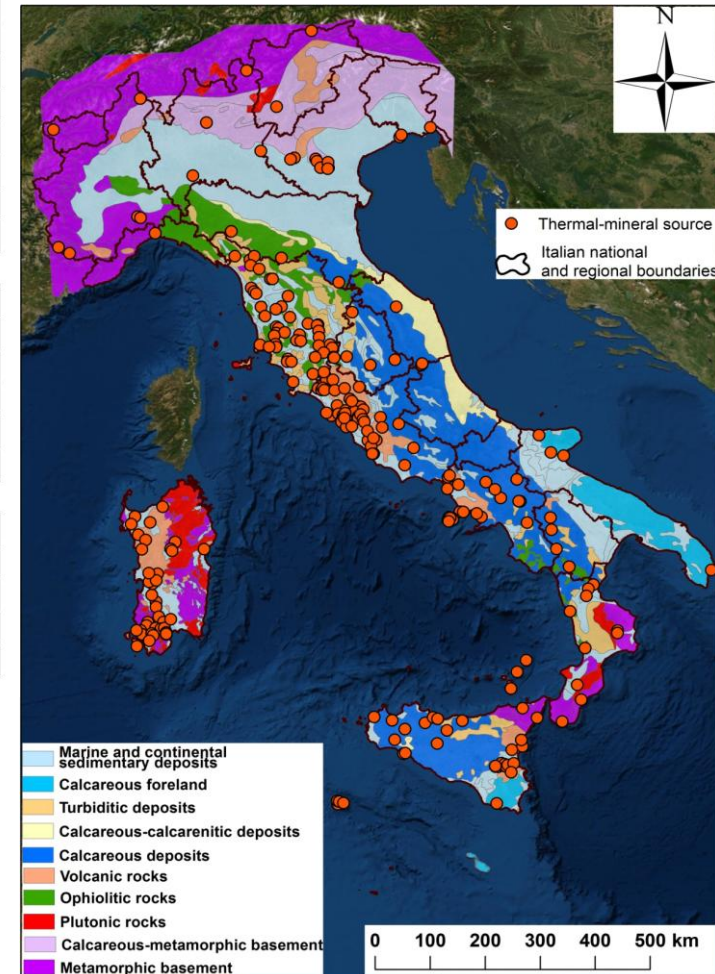 N
Thermal-mineral source
Italian national
and regional boundaries
Marine and continental
sedimentary deposits
Calcareous foreland
Turbiditic deposits
Calcareous-calcarenitic deposits
Calcareous deposits
Volcanic rocks
Ophiolitic rocks
Plutonic rocks
Calcareous-metamorphic basement
Metamorphic basement
0 100 200 300 400 500 km